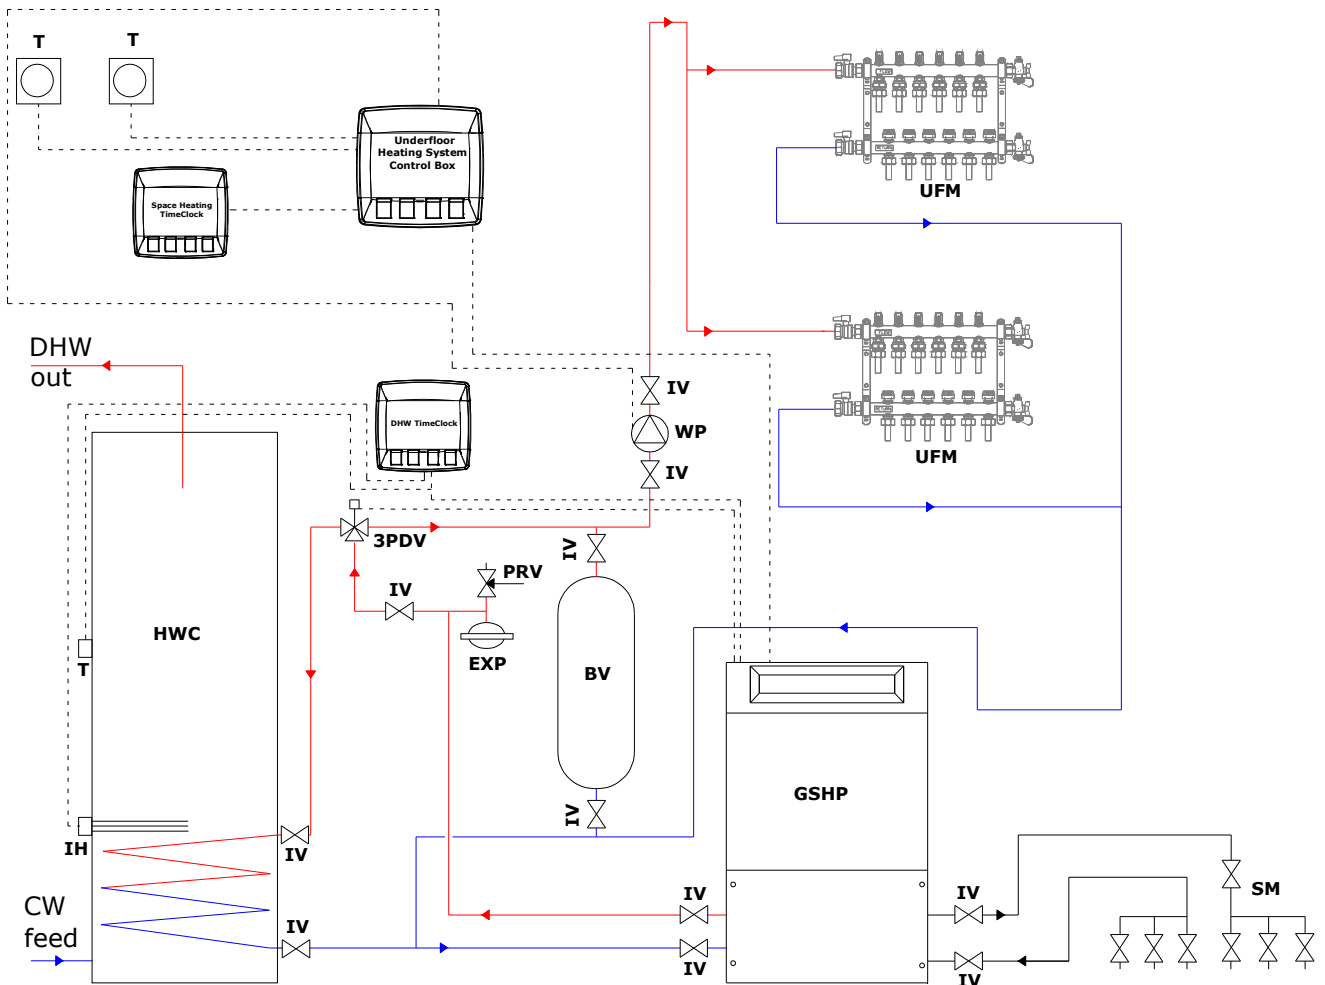 T
T
Underfloor
Heating System
Control Box
Space Heating
TimeClock
UFM
DHW
out
IV
WP
UFM
DHW TimeClock
IV
3PDV
IV
PRV
IV
HWC
EXP
T
BV
GSHP
IV
IH
IV
IV
IV
SM
CW
feed
IV
IV
IV
IV